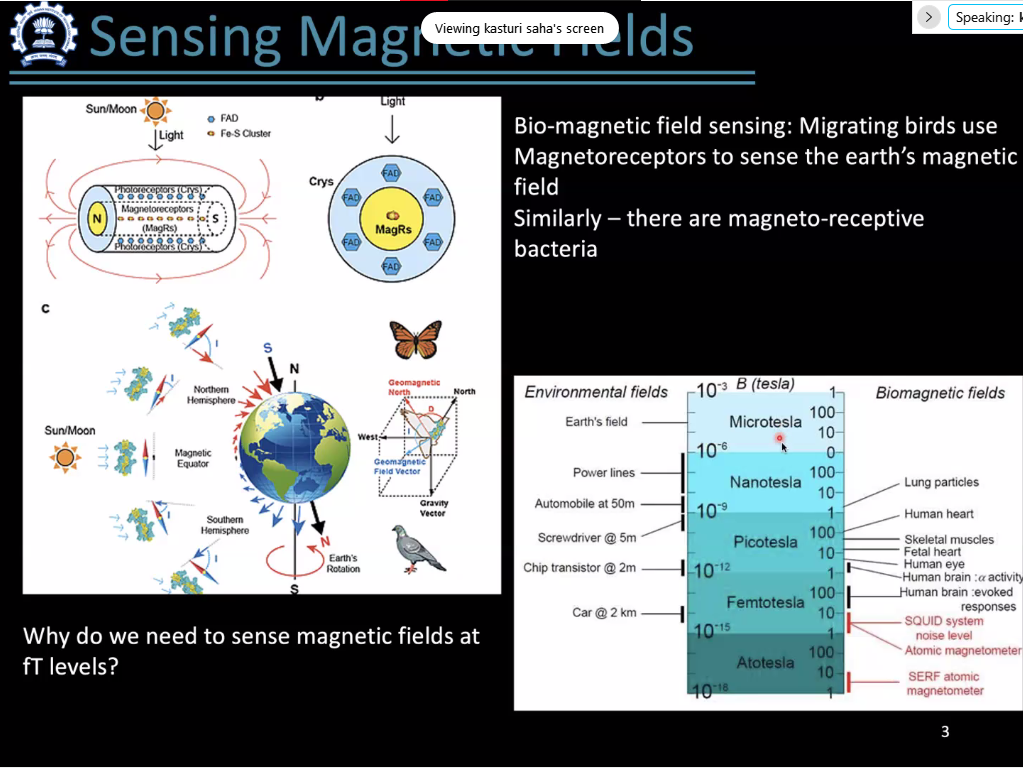 Sensing Magnetic Fields
Viewing kasturi saha's screen
Speaking: k
b
Sun/Moon
FAD
Fe-S Cluster
Light
Photoreceptors (Crys)
N
Magnetoreceptors
(MagRs)
S
Photoreceptors (Crys)
Light
Crys
FAD
FAD
FAD
MagRs
FAD
FAD
FAD
c
I
I
Northern
Hemisphere
S
N
Sun/Moon
Magnetic
Equator
Southern
Hemisphere
I
I
N
Earth's
Rotation
S
Geomagnetic
North
North
D
I
West
Geomagnetic
Field Vector
Gravity
Vector
Bio-magnetic field sensing: Migrating birds use
Magnetoreceptors to sense the earth's magnetic
field
Similarly – there are magneto-receptive
bacteria
Why do we need to sense magnetic fields at
fT levels?
Environmental fields
B (tesla)
Biomagnetic fields
Earth's field
Power lines
Automobile at 50m
Screwdriver @ 5m
Chip transistor @ 2m
Car @ 2 km
10-3
10-6
10-9
10-12
10-15
10-18
Microtesla
Nanotesla
Picotesla
Femtotesla
Atotesla
1
100
10
0
100
10
1
100
10
1
100
10
1
100
10
1
Lung particles
Human heart
Skeletal muscles
Fetal heart
Human eye
Human brain :α activity
Human brain :evoked
responses
SQUID system
noise level
Atomic magnetometer
SERF atomic
magnetometer
3